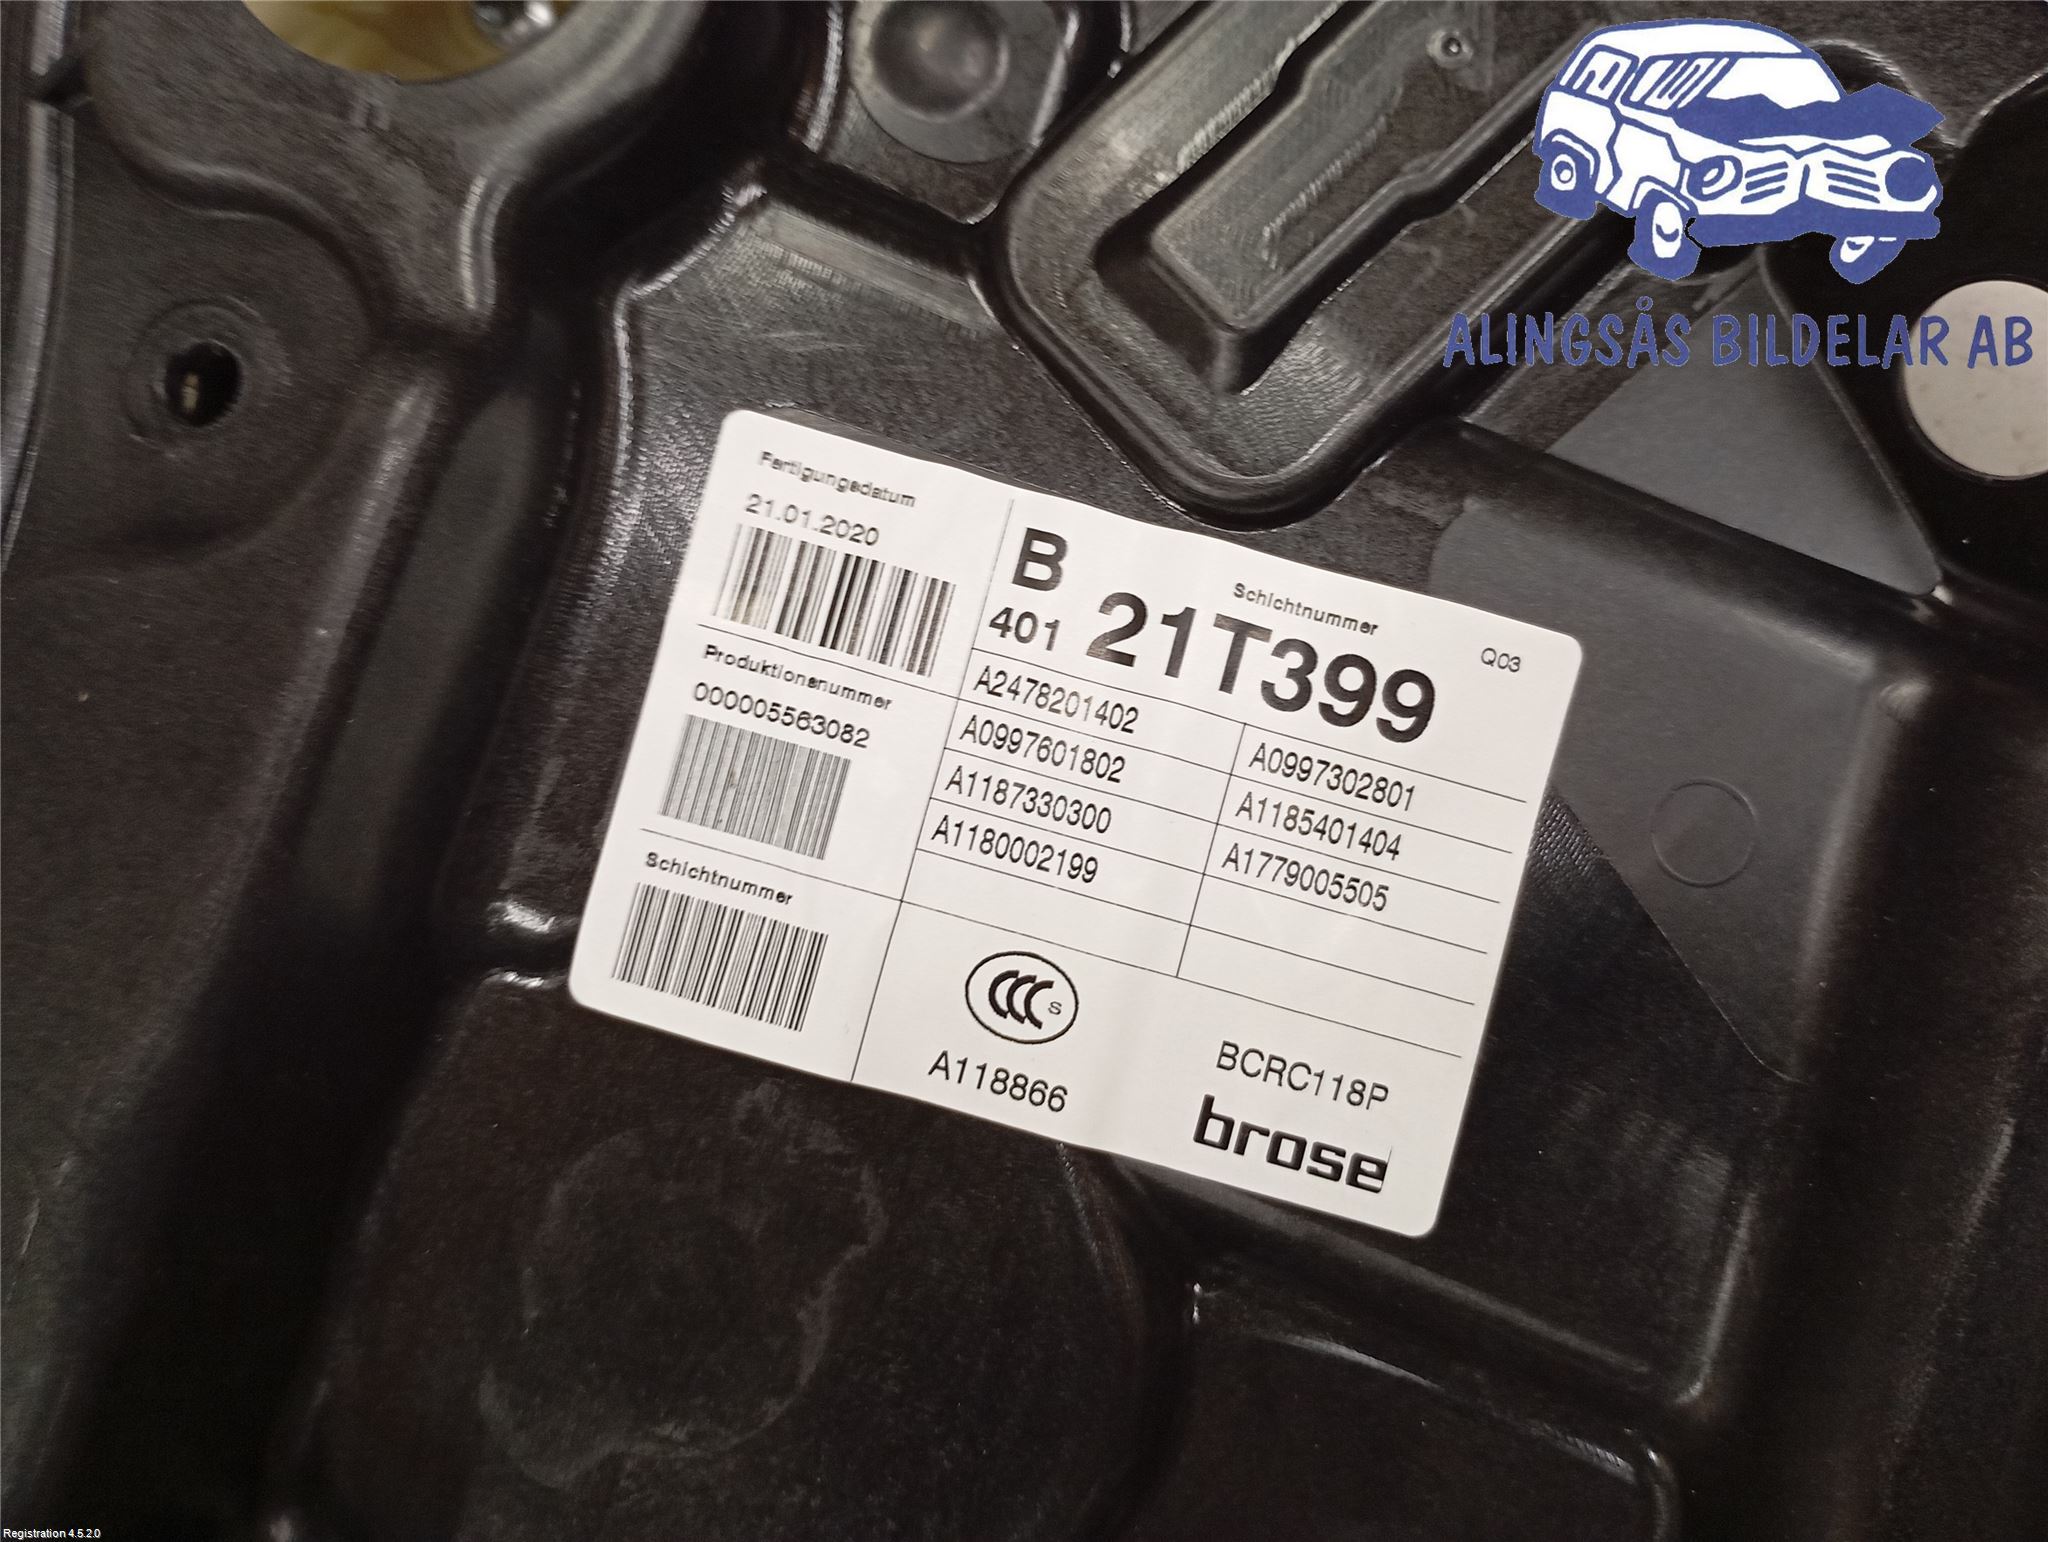 ALINGSÅS BILDELAR AB
Fertigungsdatum
21.01.2020
Produktionsnummer
000005563082
Schichtnummer
B
401
Schichtnummer
21T399
Q03
A2478201402
A0997601802
A1187330300
A1180002199
A0997302801
A1185401404
A1779005505
CCC S
A118866
BCRC118P
brose
Registration 4.5.2.0